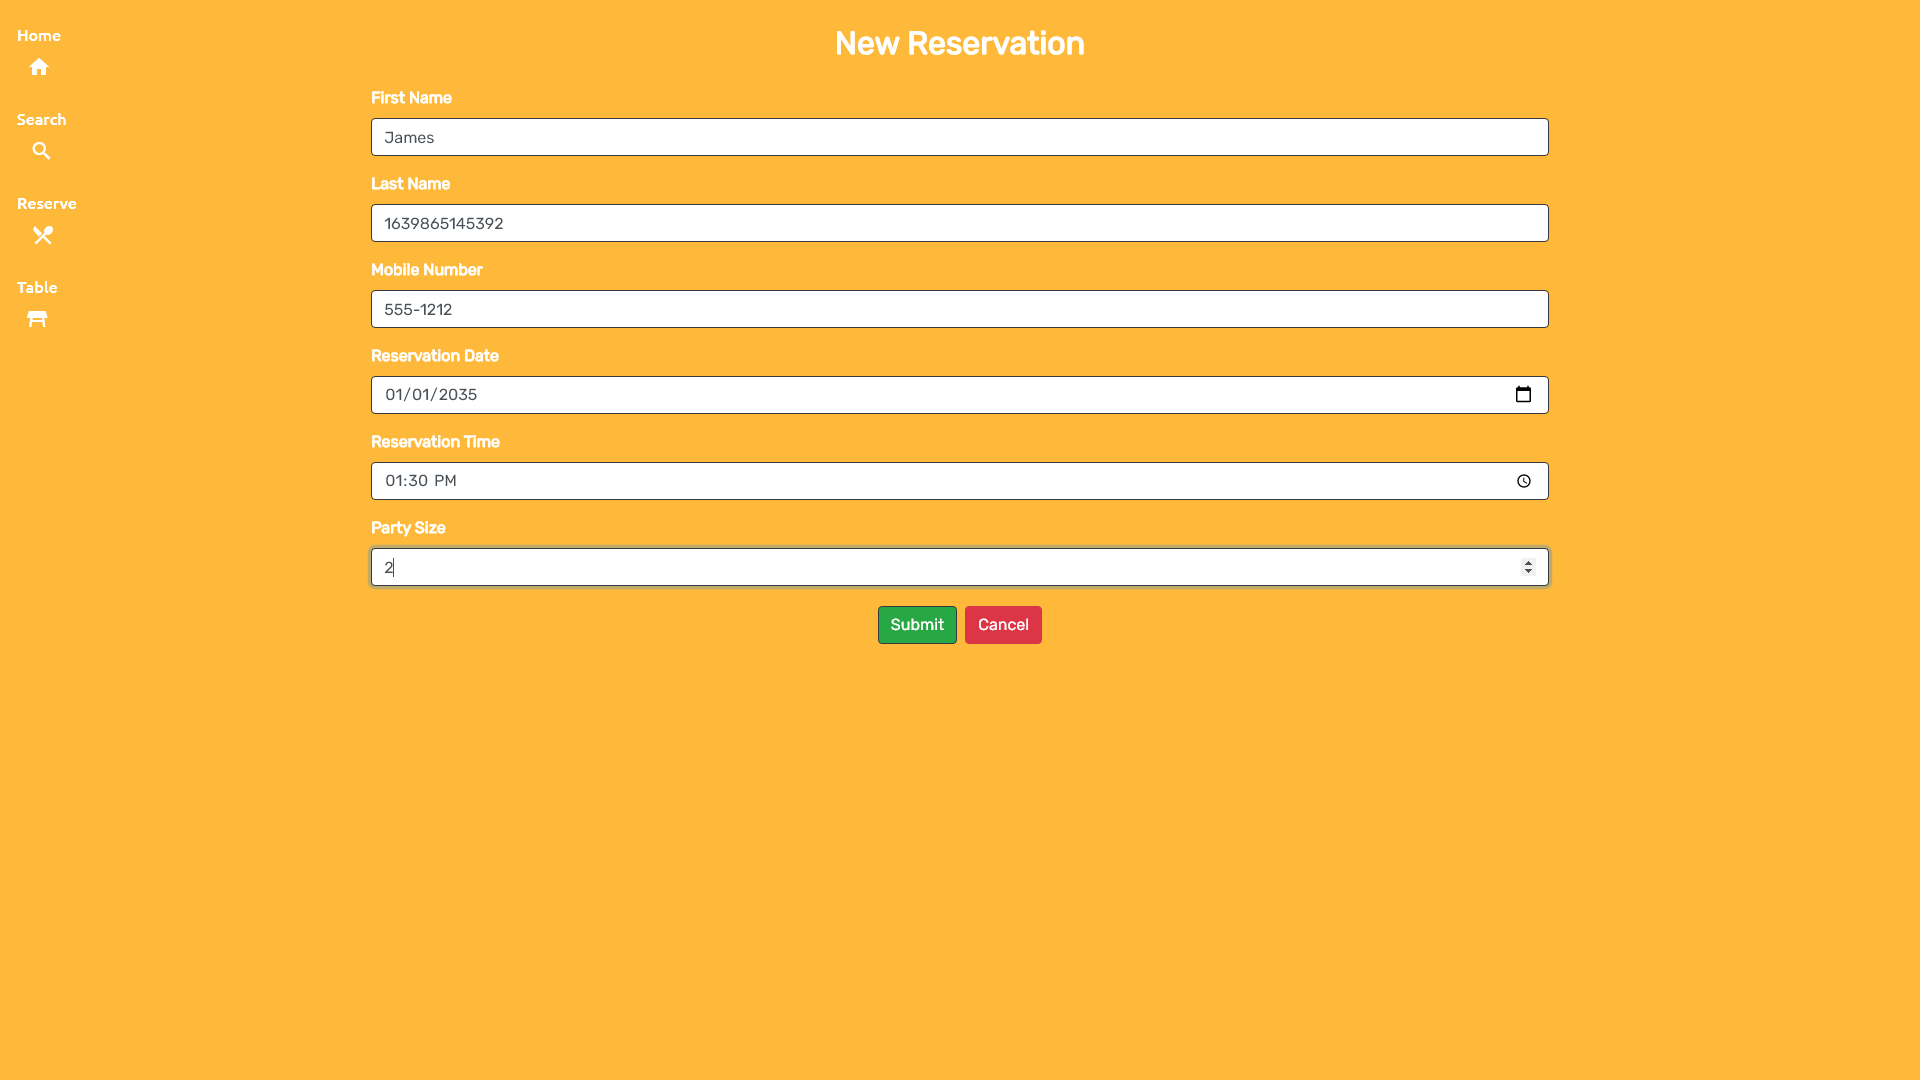 Home
Search
Reserve
Table
New Reservation
First Name
James
Last Name
1639865145392
Mobile Number
555-1212
Reservation Date
01/01/2035
Reservation Time
01:30 PM
Party Size
2
Submit Cancel